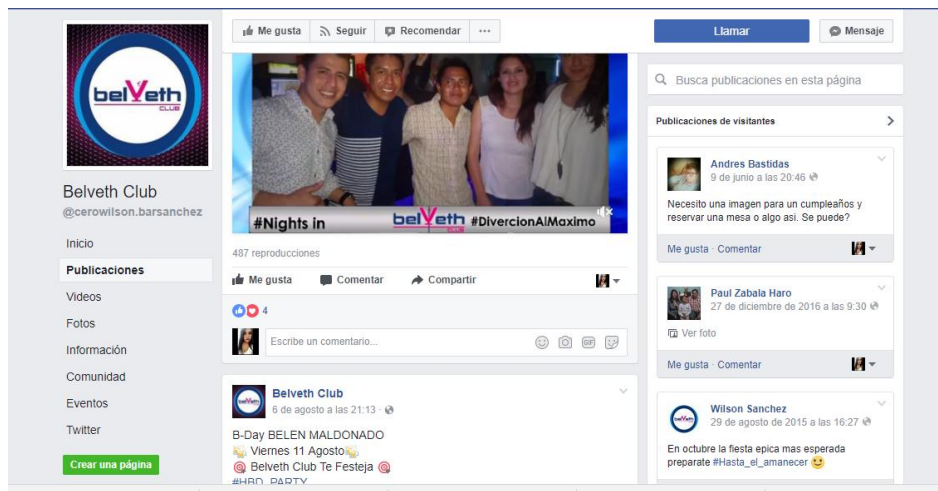 belVeth
CLUB
Belveth Club
@cerowilson.barsanchez
Inicio
Publicaciones
Videos
Fotos
Información
Comunidad
Eventos
Twitter
Crear una página
Me gusta Seguir Recomendar ...
#Nights in belVeth CLUB #DivercionAlMaximo
487 reproducciones
Me gusta Comentar Compartir
4
Escribe un comentario...
GIF
Belveth Club
6 de agosto a las 21:13 ·
B-Day BELEN MALDONADO
Viernes 11 Agosto
Belveth Club Te Festeja
#HBD_PARTY
Llamar Mensaje
Busca publicaciones en esta página
Publicaciones de visitantes
Andres Bastidas
9 de junio a las 20:46
Necesito una imagen para un cumpleaños y
reservar una mesa o algo asi. Se puede?
Me gusta · Comentar
Paul Zabala Haro
27 de diciembre de 2016 a las 9:30
Ver foto
Me gusta · Comentar
belVeth
Wilson Sanchez
29 de agosto de 2015 a las 16:27
En octubre la fiesta epica mas esperada
preparate #Hasta_el_amanecer